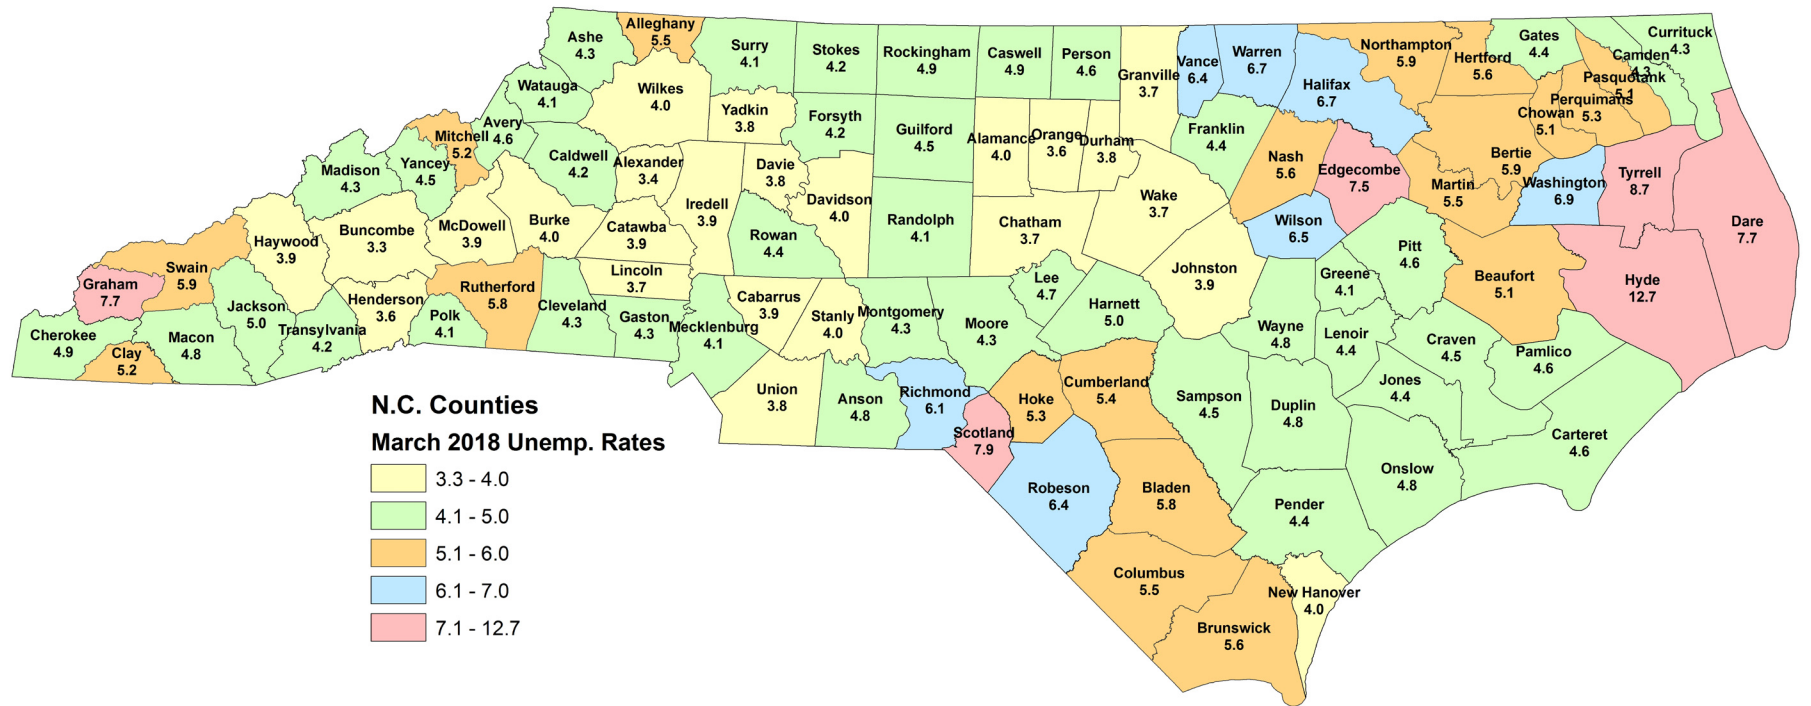 Ashe
4.3
Alleghany
5.5
Surry
4.1
Stokes
4.2
Rockingham
4.9
Caswell
4.9
Person
4.6
Granville
3.7
Vance
6.4
Warren
6.7
Halifax
6.7
Northampton
5.9
Hertford
5.6
Gates
4.4
Currituck
4.3
Camden
4.3
Pasquotank
5.1
Perquimans
5.3
Chowan
5.1
Watauga
4.1
Wilkes
4.0
Yadkin
3.8
Forsyth
4.2
Guilford
4.5
Alamance
4.0
Orange
3.6
Durham
3.8
Franklin
4.4
Nash
5.6
Edgecombe
7.5
Martin
5.5
Bertie
5.9
Washington
6.9
Tyrrell
8.7
Dare
7.7
Mitchell
5.2
Avery
4.6
Madison
4.3
Yancey
4.5
Caldwell
4.2
Alexander
3.4
Davie
3.8
Iredell
3.9
Davidson
4.0
Randolph
4.1
Chatham
3.7
Wake
3.7
Wilson
6.5
Pitt
4.6
Beaufort
5.1
Hyde
12.7
Haywood
3.9
Buncombe
3.3
McDowell
3.9
Burke
4.0
Catawba
3.9
Rowan
4.4
Lincoln
3.7
Johnston
3.9
Greene
4.1
Graham
7.7
Swain
5.9
Jackson
5.0
Henderson
3.6
Rutherford
5.8
Cleveland
4.3
Gaston
4.3
Mecklenburg
4.1
Cabarrus
3.9
Stanly
4.0
Montgomery
4.3
Moore
4.3
Lee
4.7
Harnett
5.0
Wayne
4.8
Lenoir
4.4
Craven
4.5
Pamlico
4.6
Cherokee
4.9
Clay
5.2
Macon
4.8
Transylvania
4.2
Polk
4.1
Union
3.8
Anson
4.8
Richmond
6.1
Scotland
7.9
Hoke
5.3
Cumberland
5.4
Sampson
4.5
Duplin
4.8
Jones
4.4
Carteret
4.6
Onslow
4.8
Robeson
6.4
Bladen
5.8
Pender
4.4
Columbus
5.5
Brunswick
5.6
New Hanover
4.0
N.C. Counties
March 2018 Unemp. Rates
3.3 - 4.0
4.1 - 5.0
5.1 - 6.0
6.1 - 7.0
7.1 - 12.7